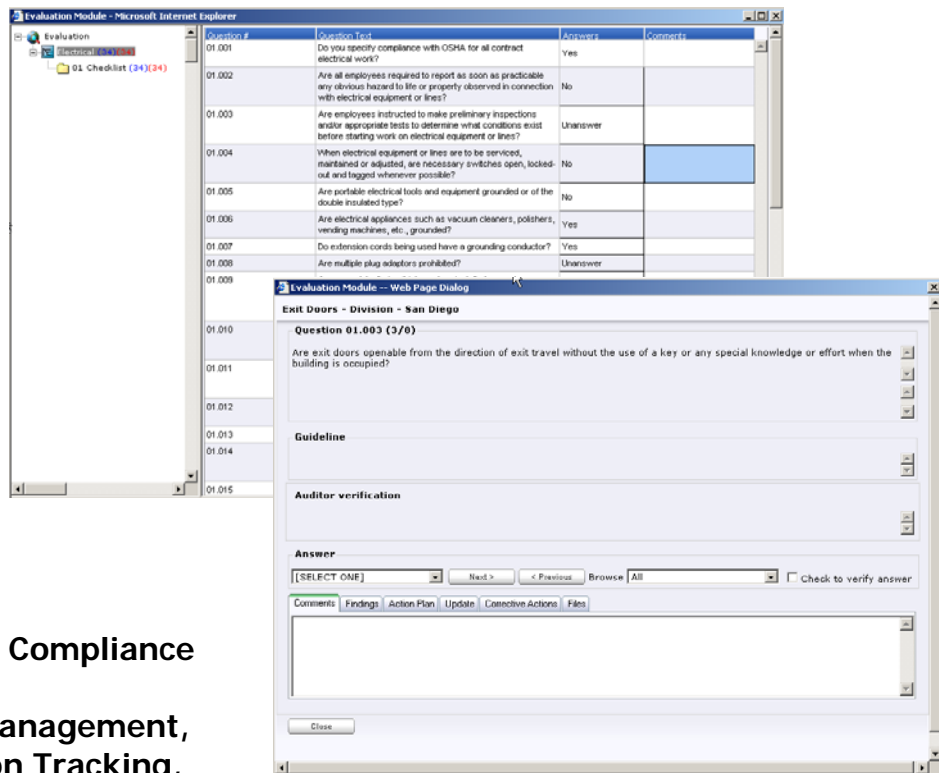 Evaluation Module - Microsoft Internet Explorer
Evaluation
Electrical (34)(34)
01 Checklist (34)(34)
Question # Question Text Answers Comments
01.001 Do you specify compliance with OSHA for all contract
electrical work? Yes
01.002 Are all employees required to report as soon as practicable
any obvious hazard to life or property observed in connection
with electrical equipment or lines? No
01.003 Are employees instructed to make preliminary inspections
and/or appropriate tests to determine what conditions exist
before starting work on electrical equipment or lines? Unanswer
01.004 When electrical equipment or lines are to be serviced,
maintained or adjusted, are necessary switches open, locked-
out and tagged whenever possible? No
01.005 Are portable electrical tools and equipment grounded or of the
double insulated type? No
01.006 Are electrical appliances such as vacuum cleaners, polishers,
vending machines, etc., grounded? Yes
01.007 Do extension cords being used have a grounding conductor? Yes
01.008 Are multiple plug adaptors prohibited? Unanswer
01.009
01.010
01.011
01.012
01.013
01.014
01.015
Evaluation Module -- Web Page Dialog
Exit Doors - Division - San Diego
Question 01.003 (3/8)
Are exit doors openable from the direction of exit travel without the use of a key or any special knowledge or effort when the
building is occupied?
Guideline
Auditor verification
Answer
[SELECT ONE] Next > < Previous Browse All Check to verify answer
Comments Findings Action Plan Update Corrective Actions Files
Close
Compliance
anagement,
on Tracking,